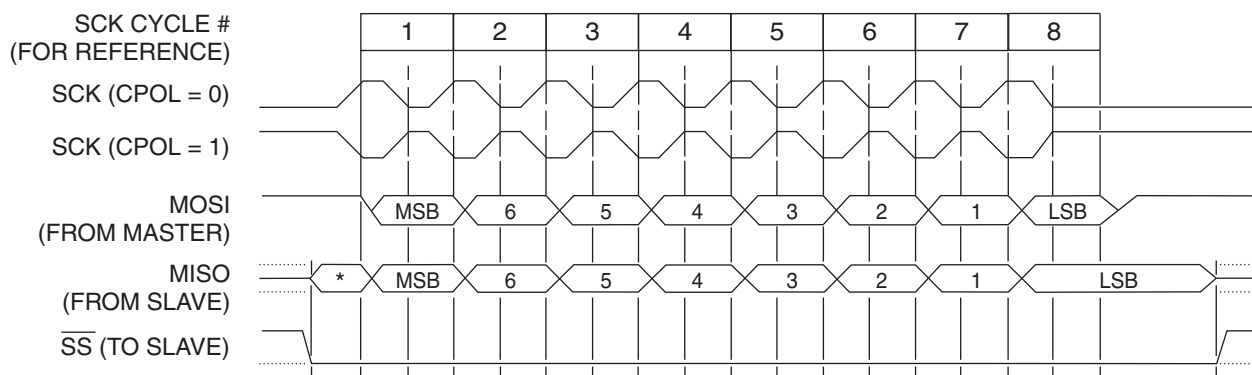 SCK CYCLE #
(FOR REFERENCE)
1 2 3 4 5 6 7 8
SCK (CPOL = 0)
SCK (CPOL = 1)
MOSI
(FROM MASTER)
MSB 6 5 4 3 2 1 LSB
MISO
(FROM SLAVE)
* MSB 6 5 4 3 2 1 LSB
SS (TO SLAVE)